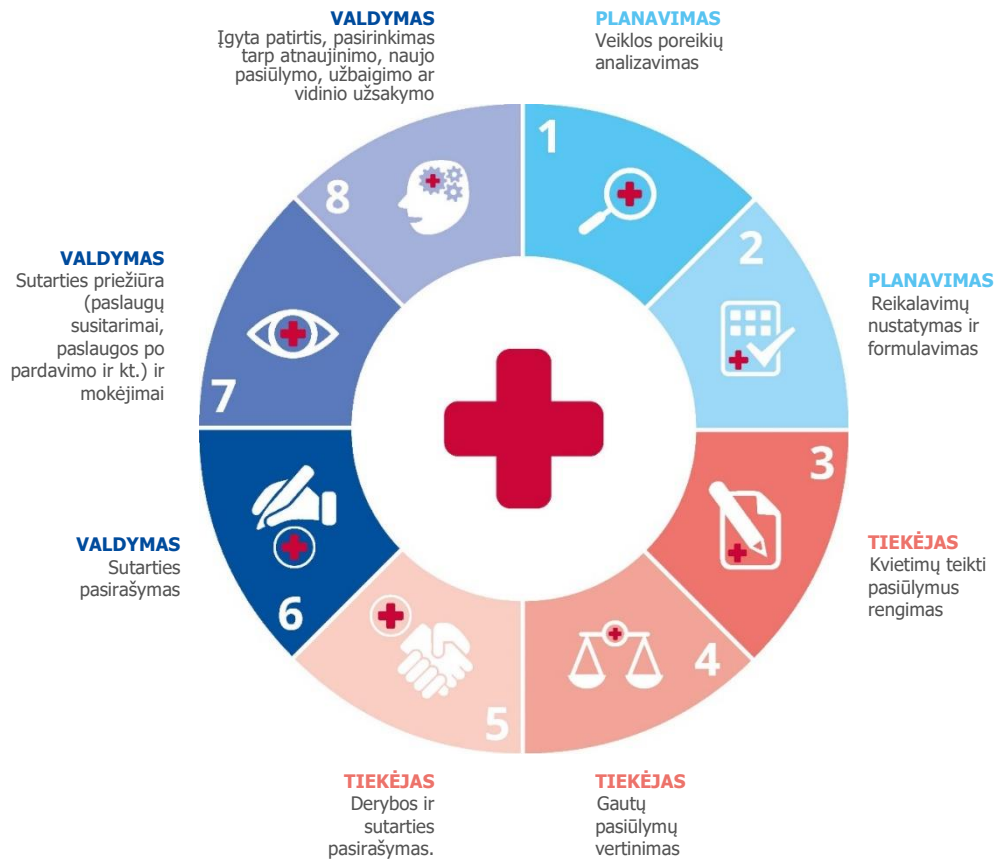 VALDYMAS
Įgyta patirtis, pasirinkimas
tarp atnaujinimo, naujo
pasiūlymo, užbaigimo ar
vidinio užsakymo
PLANAVIMAS
Veiklos poreikių
analizavimas
1
2
PLANAVIMAS
Reikalavimų
nustatymas ir
formulavimas
3
TIEKĖJAS
Kvietimų teikti
pasiūlymus
rengimas
4
TIEKĖJAS
Gautų
pasiūlymų
vertinimas
5
TIEKĖJAS
Derybos ir
sutarties
pasirašymas.
6
VALDYMAS
Sutarties
pasirašymas
7
VALDYMAS
Sutarties priežiūra
(paslaugų
susitarimai,
paslaugos po
pardavimo ir kt.) ir
mokėjimai
8